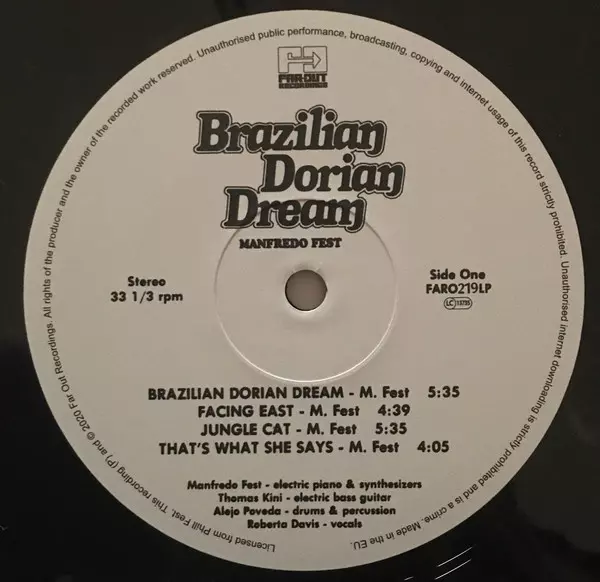 Licensed from Phill Fest. This recording (P) and © 2020 Far Out Recordings. All rights of the producer and the owner of the recorded work reserved. Unauthorised public performance, broadcasting, copying and internet usage of this record strictly prohibited. Unauthorised internet downloading is strictly prohibited and is a crime. Made in the EU.
FAR-OUT
RECORDINGS
Brazilian
Dorian
Dream
MANFREDO FEST
Stereo
33 1/3 rpm
Side One
FARO219LP
LC 13725
BRAZILIAN DORIAN DREAM - M. Fest 5:35
FACING EAST - M. Fest 4:39
JUNGLE CAT - M. Fest 5:35
THAT'S WHAT SHE SAYS - M. Fest 4:05
Manfredo Fest - electric piano & synthesizers
Thomas Kini - electric bass guitar
Alejo Poveda - drums & percussion
Roberta Davis - vocals